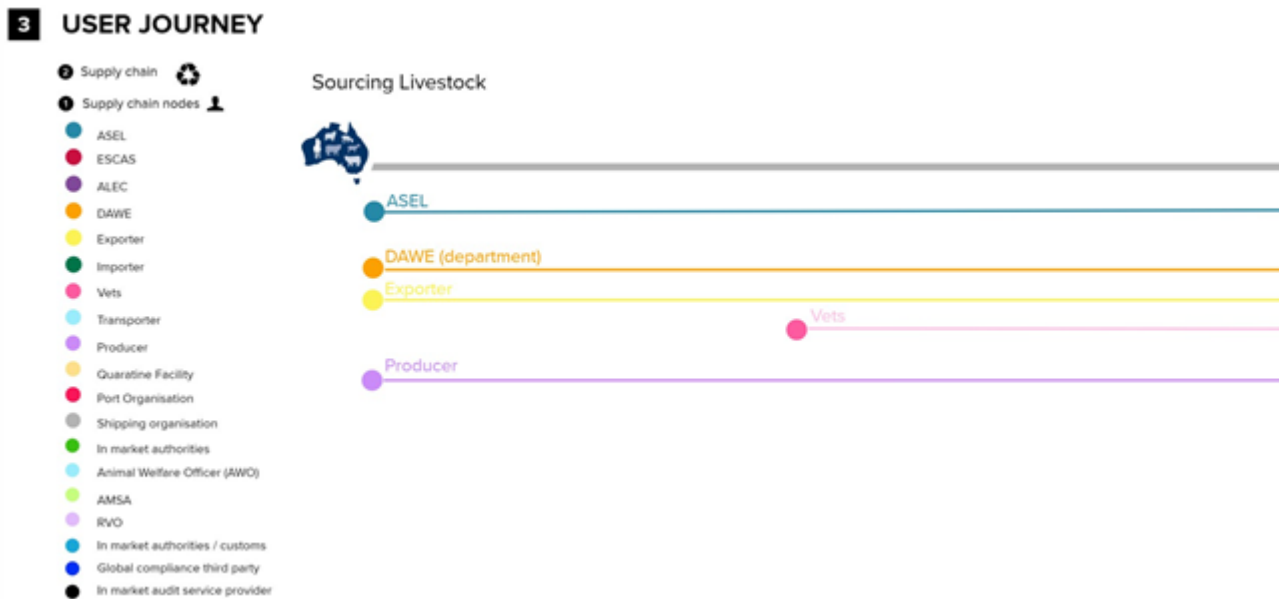 3 USER JOURNEY
2 Supply chain
1 Supply chain nodes
ASEL
ESCAS
ALEC
DAWE
Exporter
Importer
Vets
Transporter
Producer
Quaratine Facility
Port Organisation
Shipping organisation
In market authorities
Animal Welfare Officer (AWO)
AMSA
RVO
In market authorities / customs
Global compliance third party
In market audit service provider
Sourcing Livestock
ASEL
DAWE (department)
Exporter
Vets
Producer